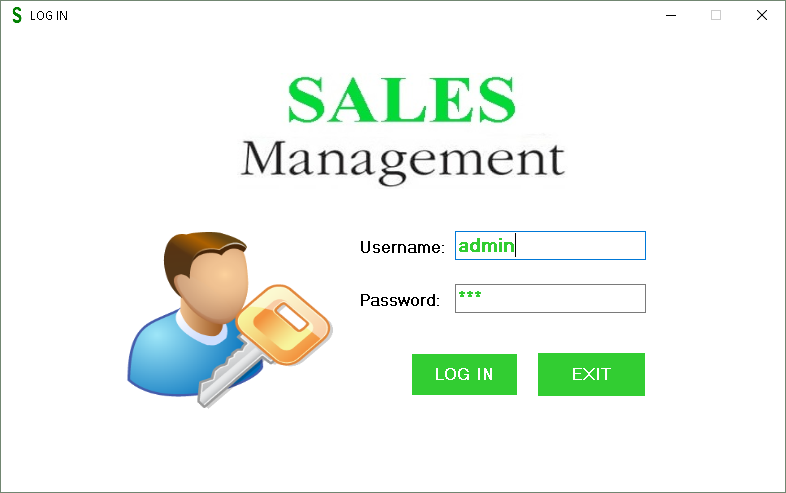 S LOG IN
SALES
Management
Username: admin
Password: ***
LOG IN EXIT